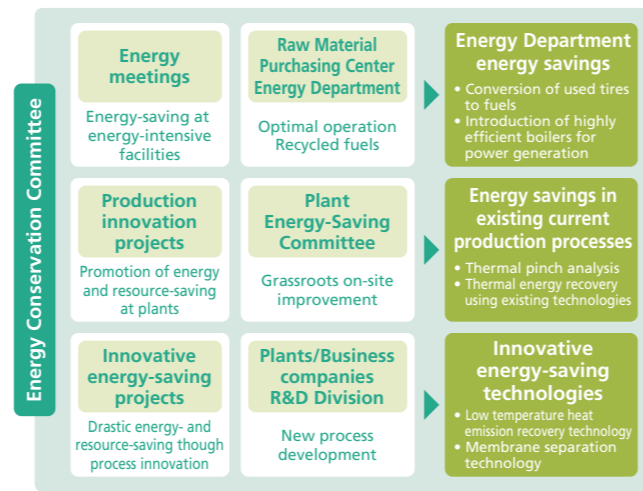 Energy Conservation Committee
Energy
meetings
Energy-saving at
energy-intensive
facilities
Raw Material
Purchasing Center
Energy Department
Optimal operation
Recycled fuels
Energy Department
energy savings
• Conversion of used tires
to fuels
• Introduction of highly
efficient boilers for
power generation
Production
innovation
projects
Promotion of energy
and resource-saving
at plants
Plant
Energy-Saving
Committee
Grassroots on-site
improvement
Energy savings in
existing current
production processes
• Thermal pinch analysis
• Thermal energy recovery
using existing technologies
Innovative
energy-saving
projects
Drastic energy- and
resource-saving though
process innovation
Plants/Business
companies
R&D Division
New process
development
Innovative
energy-saving
technologies
• Low temperature heat
emission recovery technology
• Membrane separation
technology